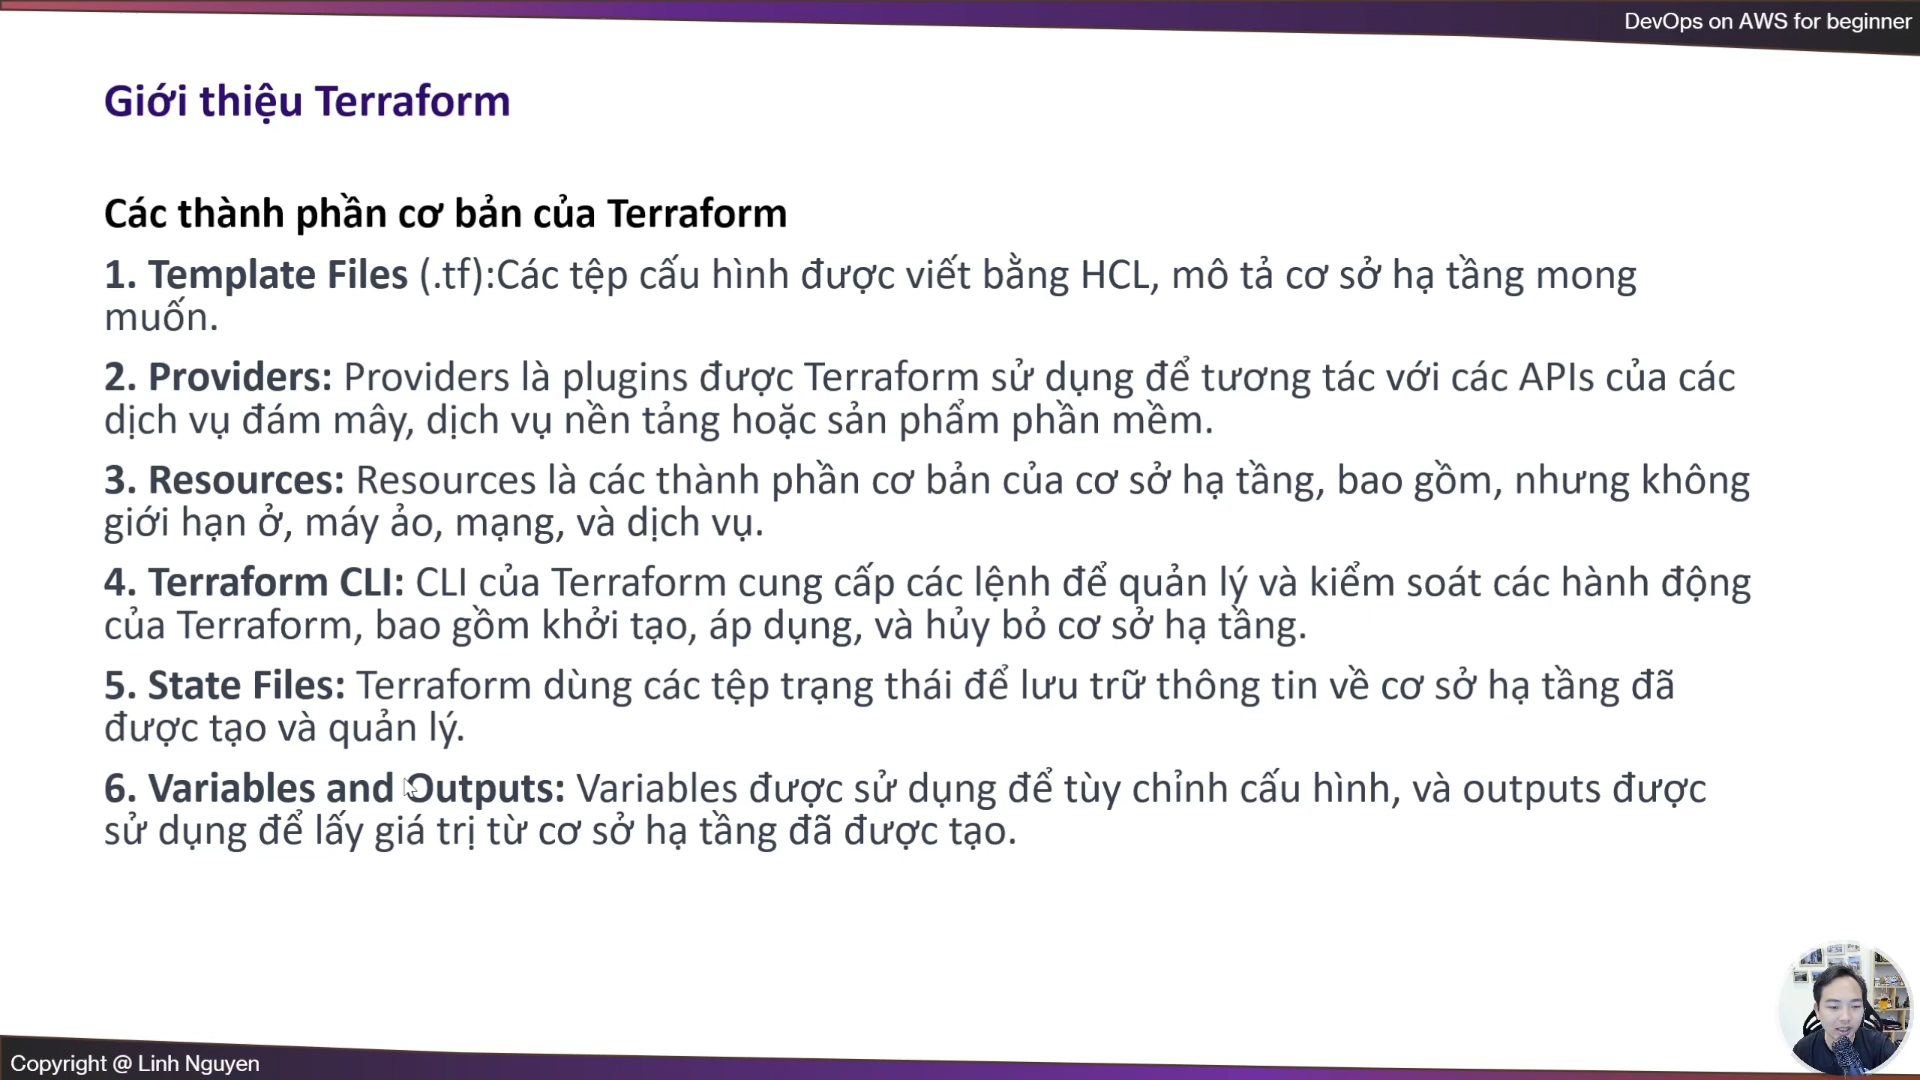 DevOps on AWS for beginner
Giới thiệu Terraform
Các thành phần cơ bản của Terraform
1. Template Files (.tf):Các tệp cấu hình được viết bằng HCL, mô tả cơ sở hạ tầng mong
muốn.
2. Providers: Providers là plugins được Terraform sử dụng để tương tác với các APIs của các
dịch vụ đám mây, dịch vụ nền tảng hoặc sản phẩm phần mềm.
3. Resources: Resources là các thành phần cơ bản của cơ sở hạ tầng, bao gồm, nhưng không
giới hạn ở, máy ảo, mạng, và dịch vụ.
4. Terraform CLI: CLI của Terraform cung cấp các lệnh để quản lý và kiểm soát các hành động
của Terraform, bao gồm khởi tạo, áp dụng, và hủy bỏ cơ sở hạ tầng.
5. State Files: Terraform dùng các tệp trạng thái để lưu trữ thông tin về cơ sở hạ tầng đã
được tạo và quản lý.
6. Variables and Outputs: Variables được sử dụng để tùy chỉnh cấu hình, và outputs được
sử dụng để lấy giá trị từ cơ sở hạ tầng đã được tạo.
Copyright @ Linh Nguyen